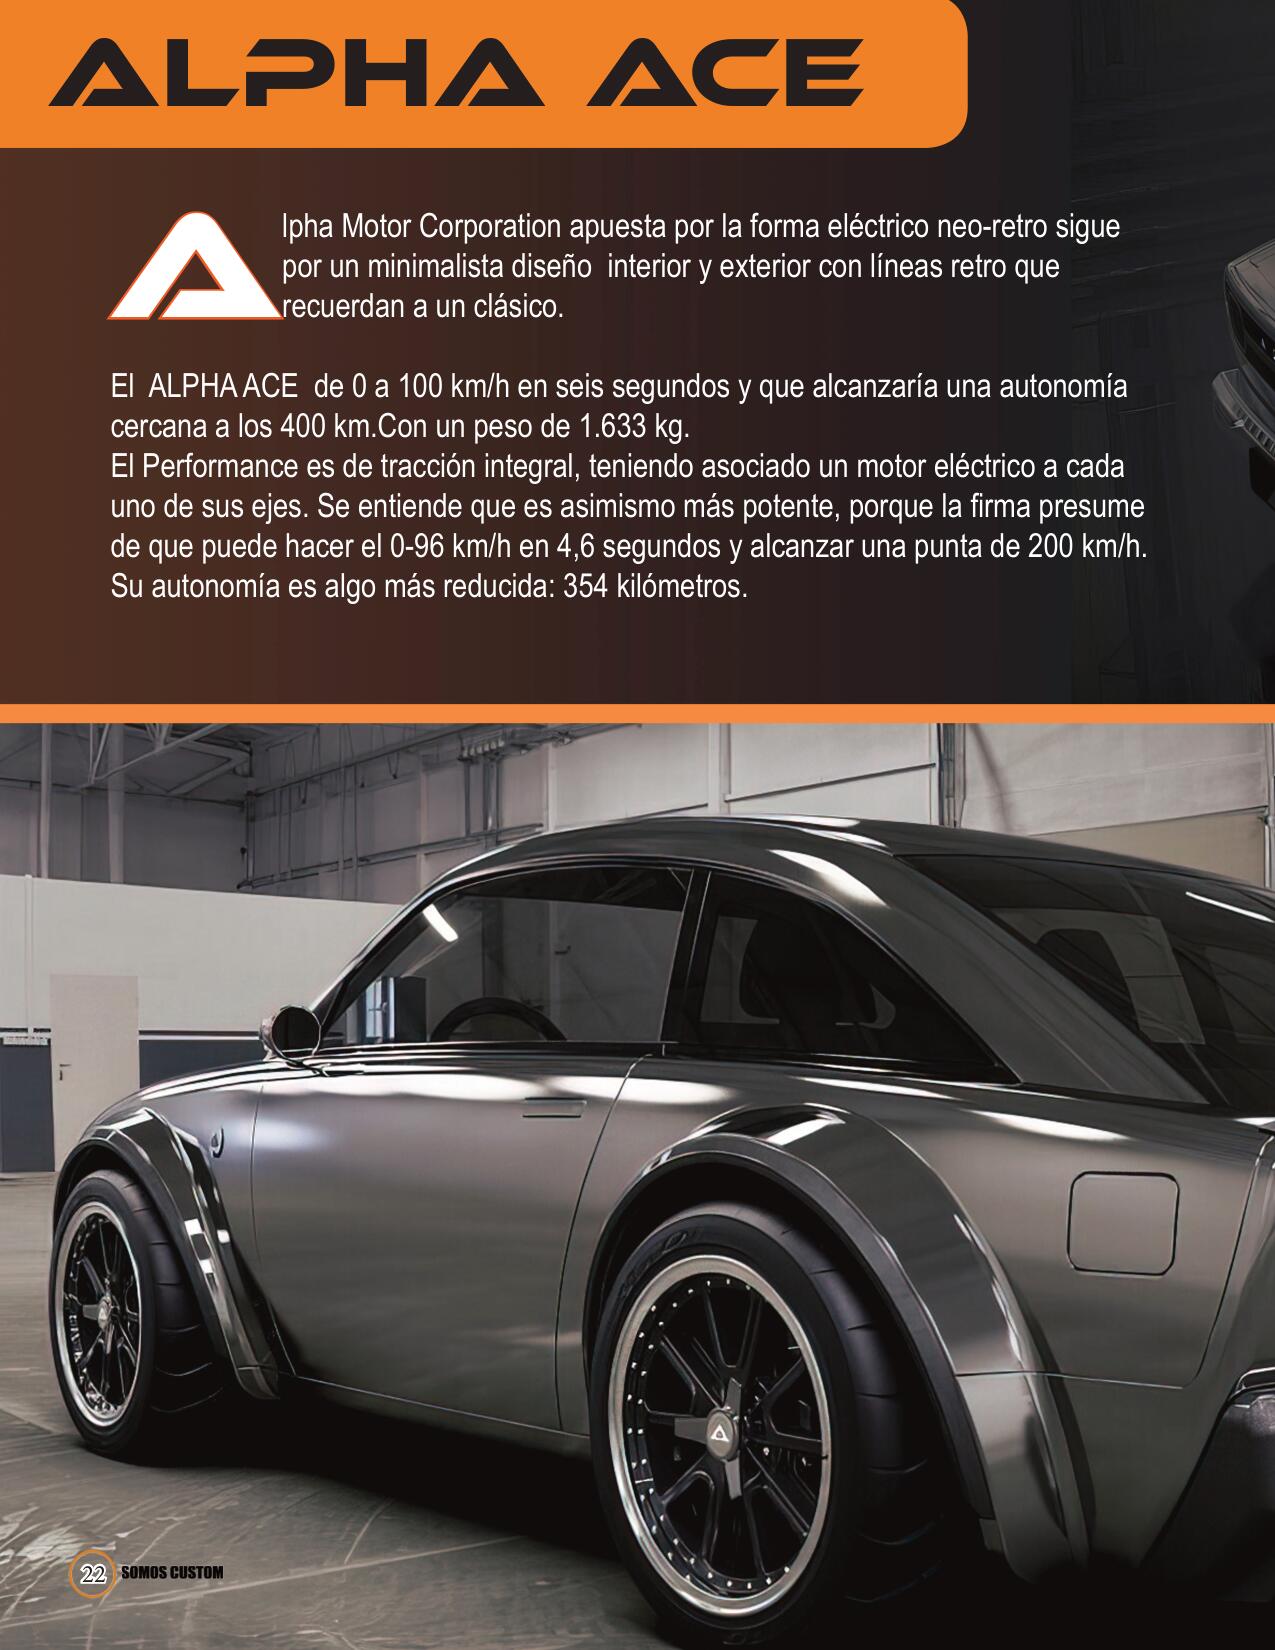 ALPHA ACE
Alpha Motor Corporation apuesta por la forma eléctrico neo-retro sigue
por un minimalista diseño interior y exterior con líneas retro que
recuerdan a un clásico.
El ALPHA ACE de 0 a 100 km/h en seis segundos y que alcanzaría una autonomía
cercana a los 400 km.Con un peso de 1.633 kg.
El Performance es de tracción integral, teniendo asociado un motor eléctrico a cada
uno de sus ejes. Se entiende que es asimismo más potente, porque la firma presume
de que puede hacer el 0-96 km/h en 4,6 segundos y alcanzar una punta de 200 km/h.
Su autonomía es algo más reducida: 354 kilómetros.
22 SOMOS CUSTOM